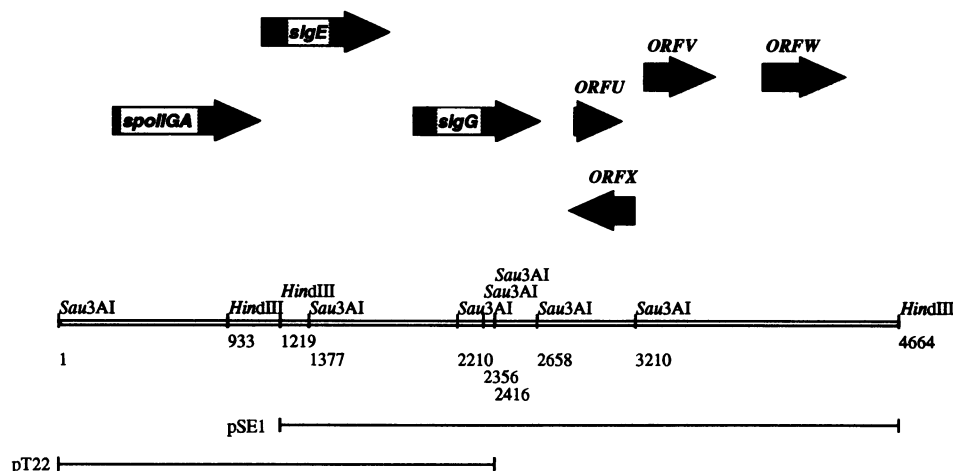 sigE
ORFV
ORFW
ORFU
spoIIGA
sigG
ORFX
Sau3AI
HindIII Sau3AI
Sau3AI HindIII Sau3AI Sau3AI Sau3AI Sau3AI HindIII
933 1219 4664
1 1377 2210 2658 3210
2356
2416
pSE1
pT22